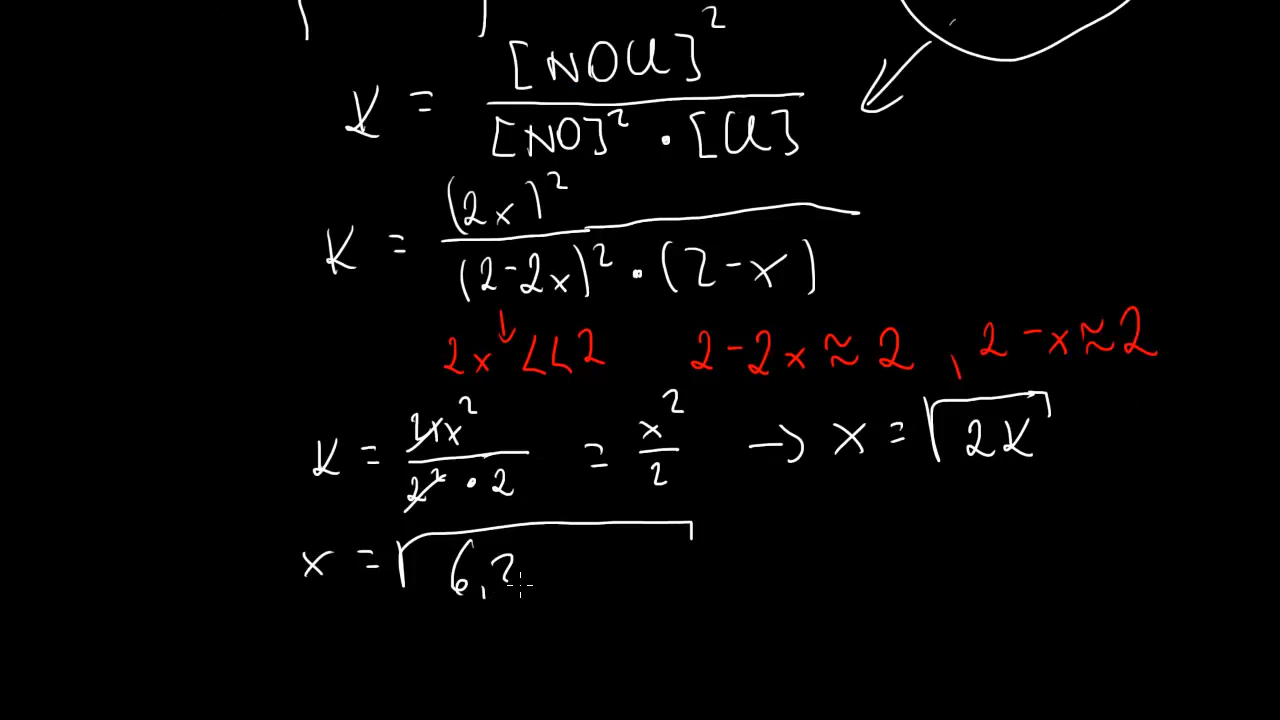 K = [NOCl]² / [NO]² · [Cl]
K = (2x)² / (2-2x)² · (2-x)
2x << 2 2-2x ≈ 2 , 2-x ≈ 2
K = x² / 2² · 2 = x² / 2 → x = √2K
x = √6,2